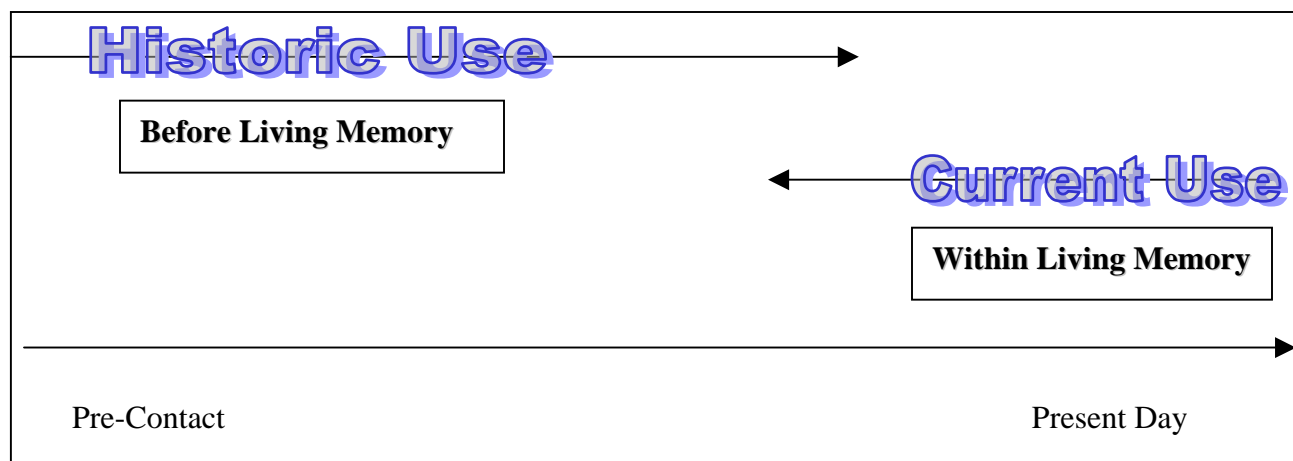 Historic Use
Before Living Memory
Current Use
Within Living Memory
Pre-Contact
Present Day